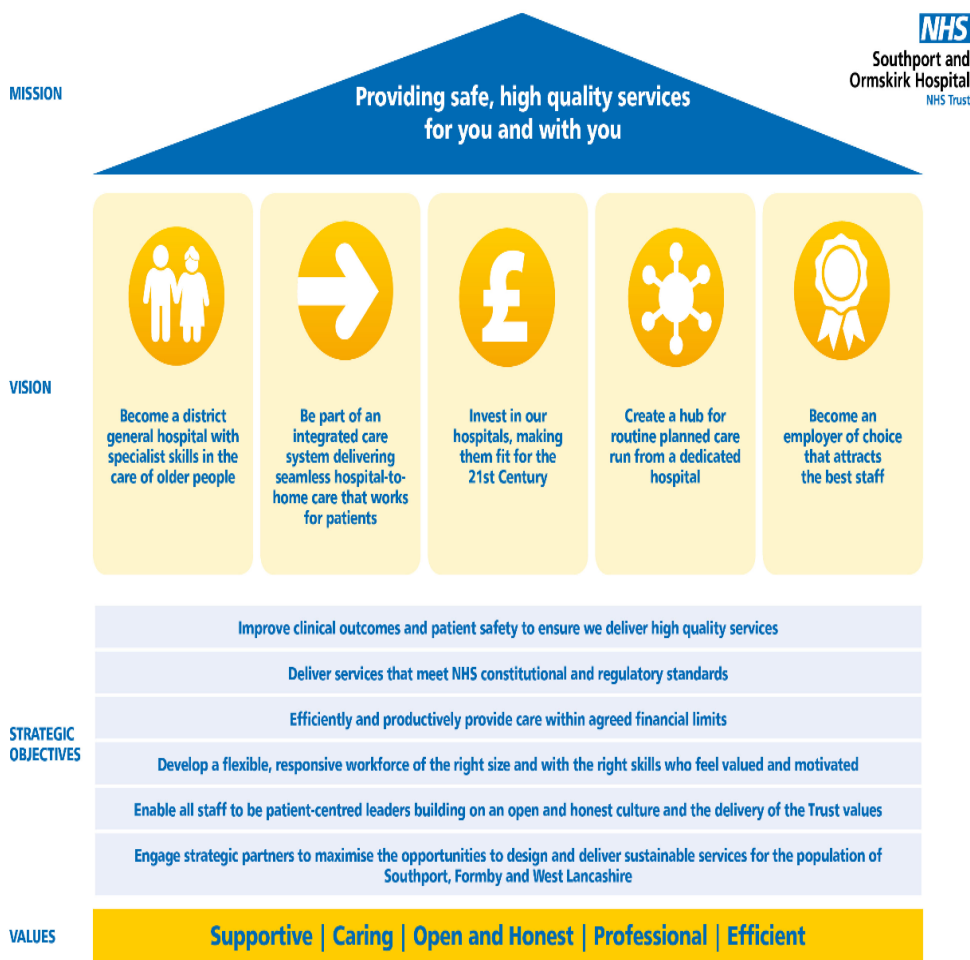 NHS
Southport and
Ormskirk Hospital
NHS Trust
MISSION
Providing safe, high quality services
for you and with you
VISION
£
Become a district
general hospital with
specialist skills in the
care of older people
Be part of an
integrated care
system delivering
seamless hospital-to-
home care that works
for patients
Invest in our
hospitals, making
them fit for the
21st Century
Create a hub for
routine planned care
run from a dedicated
hospital
Become an
employer of choice
that attracts
the best staff
STRATEGIC
OBJECTIVES
Improve clinical outcomes and patient safety to ensure we deliver high quality services
Deliver services that meet NHS constitutional and regulatory standards
Efficiently and productively provide care within agreed financial limits
Develop a flexible, responsive workforce of the right size and with the right skills who feel valued and motivated
Enable all staff to be patient-centred leaders building on an open and honest culture and the delivery of the Trust values
Engage strategic partners to maximise the opportunities to design and deliver sustainable services for the population of
Southport, Formby and West Lancashire
VALUES
Supportive | Caring | Open and Honest | Professional | Efficient